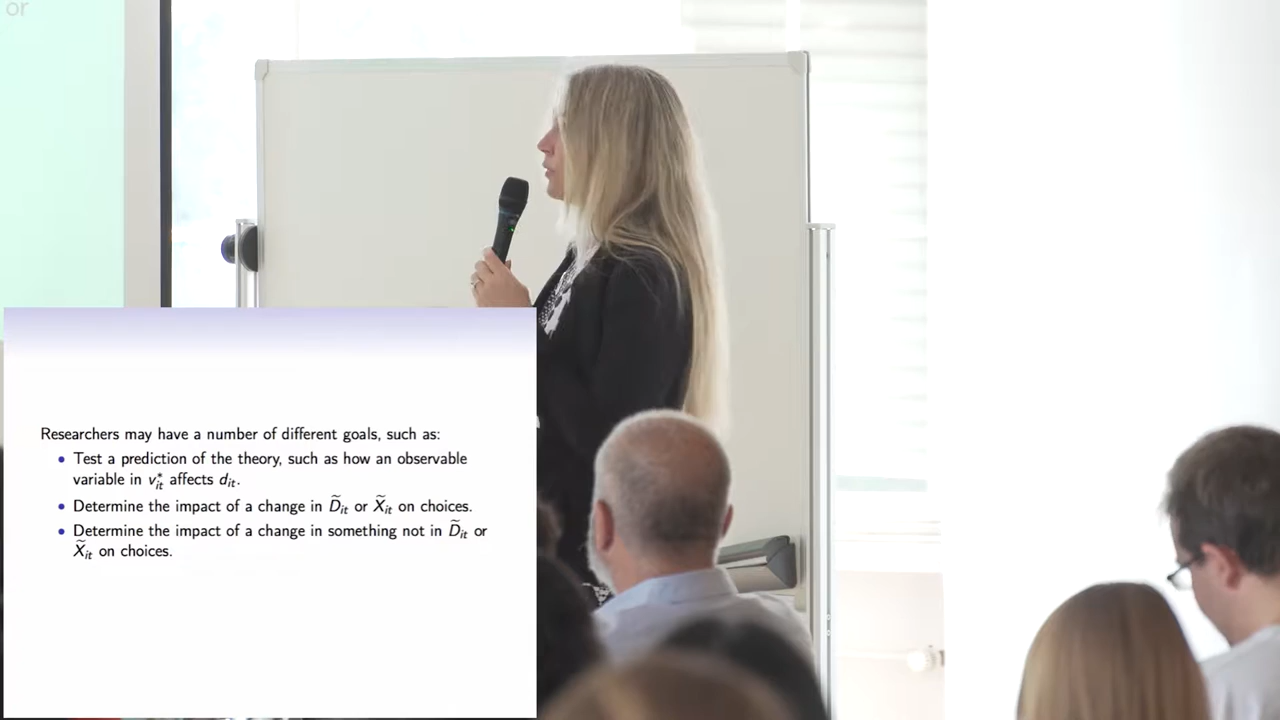 or
Researchers may have a number of different goals, such as:
• Test a prediction of the theory, such as how an observable
variable in v*it affects dit.
• Determine the impact of a change in D̃it or X̃it on choices.
• Determine the impact of a change in something not in D̃it or
X̃it on choices.